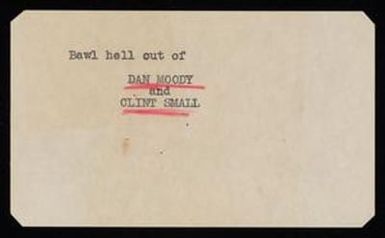 Bawl hell out of
DAN MOODY
and
CLINT SMALL